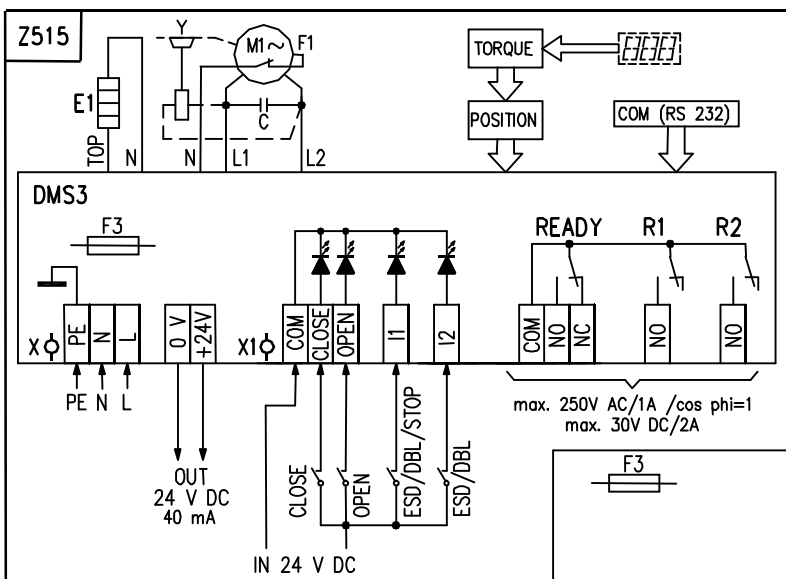 Z515
Y
M1~
F1
TORQUE
E1
POSITION
COM (RS 232)
C
TOP
N
N
L1
L2
DMS3
F3
READY
R1
R2
X
PE
N
L
0 V
+24V
X1
COM
CLOSE
OPEN
I1
I2
COM
NO
NC
NO
NO
PE N L
max. 250V AC/1A /cos phi=1
max. 30V DC/2A
OUT
24 V DC
40 mA
CLOSE
OPEN
ESD/DBL/STOP
ESD/DBL
F3
IN 24 V DC